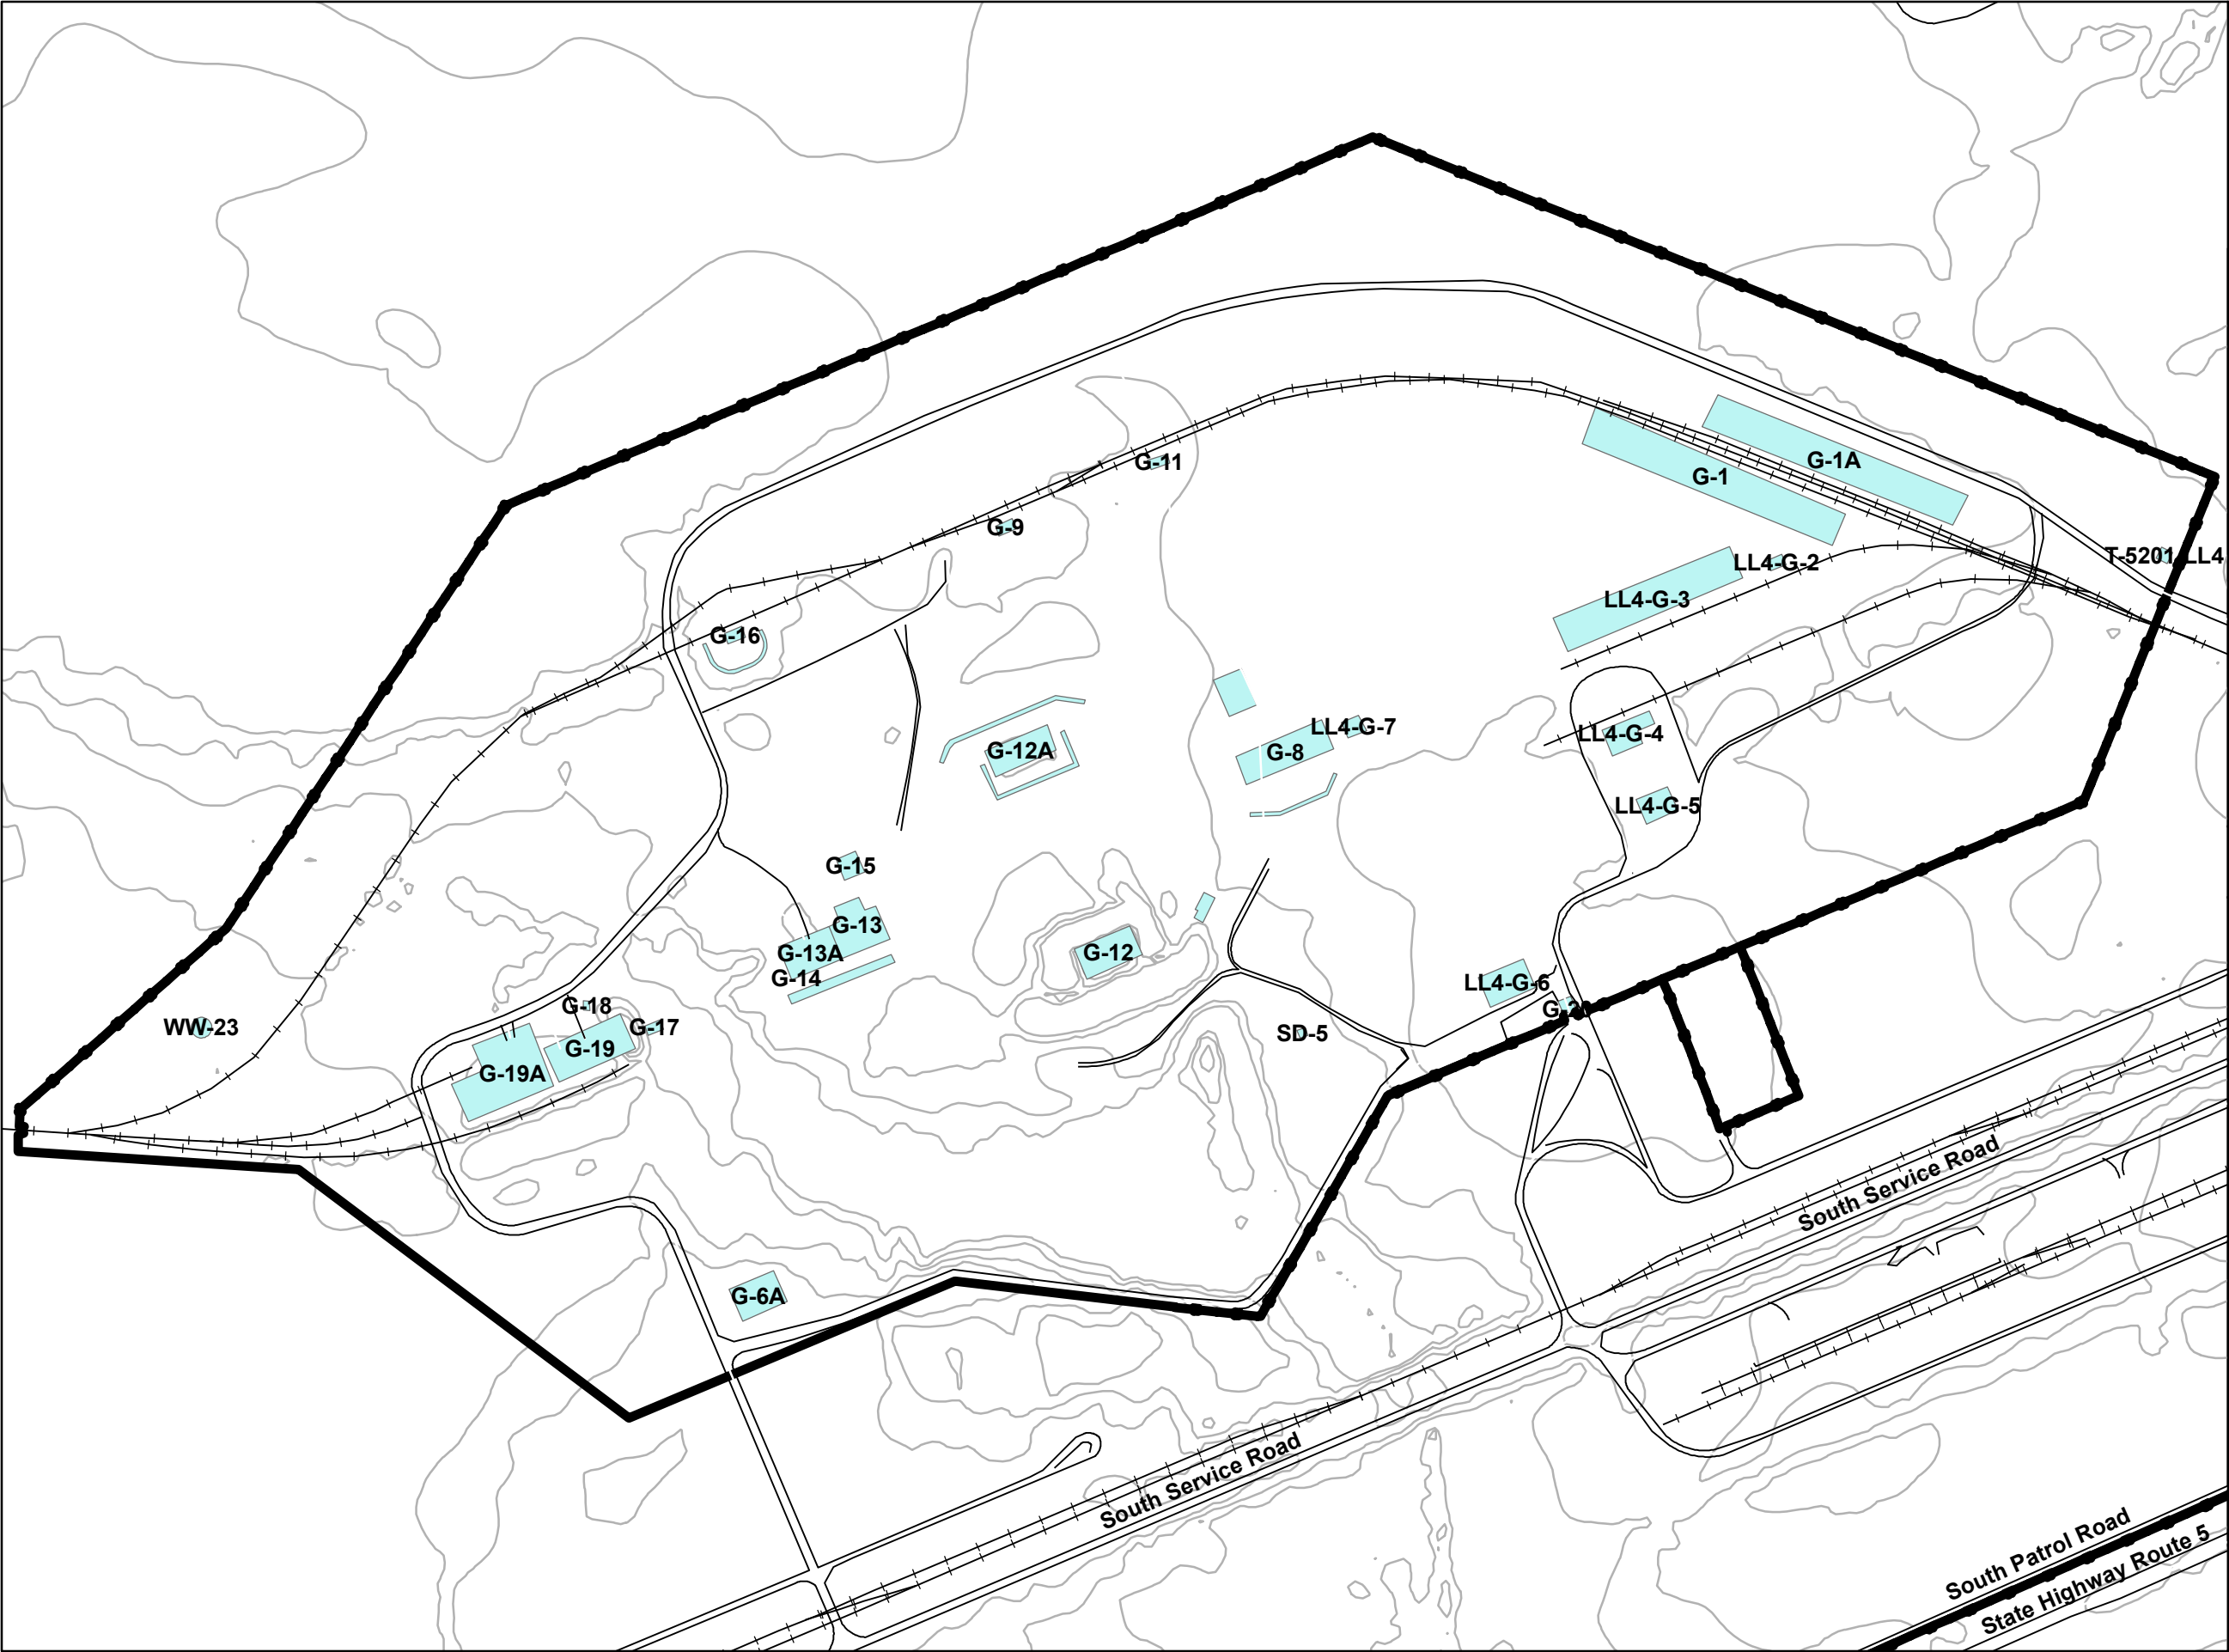 G-11
G-1A
G-1
G-9
T-5201
LL4
LL4-G-2
LL4-G-3
G-16
LL4-G-7
LL4-G-4
G-12A
G-8
LL4-G-5
G-15
G-13
G-13A
G-12
G-14
LL4-G-6
G-18
G-2
WW-23
G-17
SD-5
G-19
G-19A
South Service Road
G-6A
South Service Road
South Patrol Road
State Highway Route 5